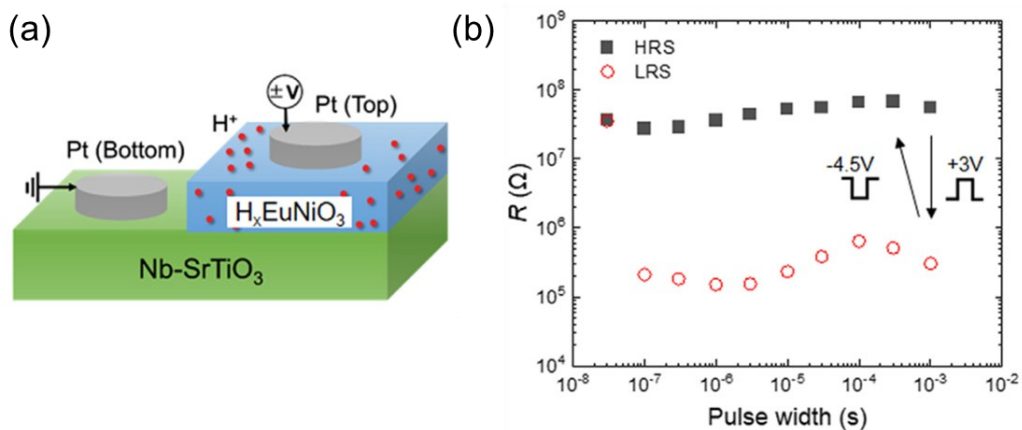 (a)
±V
Pt (Top)
H⁺
Pt (Bottom)
HₓEuNiO₃
Nb-SrTiO₃
(b)
10⁹
10⁸
10⁷
10⁶
10⁵
10⁴
R (Ω)
HRS
LRS
-4.5V
+3V
10⁻⁸
10⁻⁷
10⁻⁶
10⁻⁵
10⁻⁴
10⁻³
10⁻²
Pulse width (s)